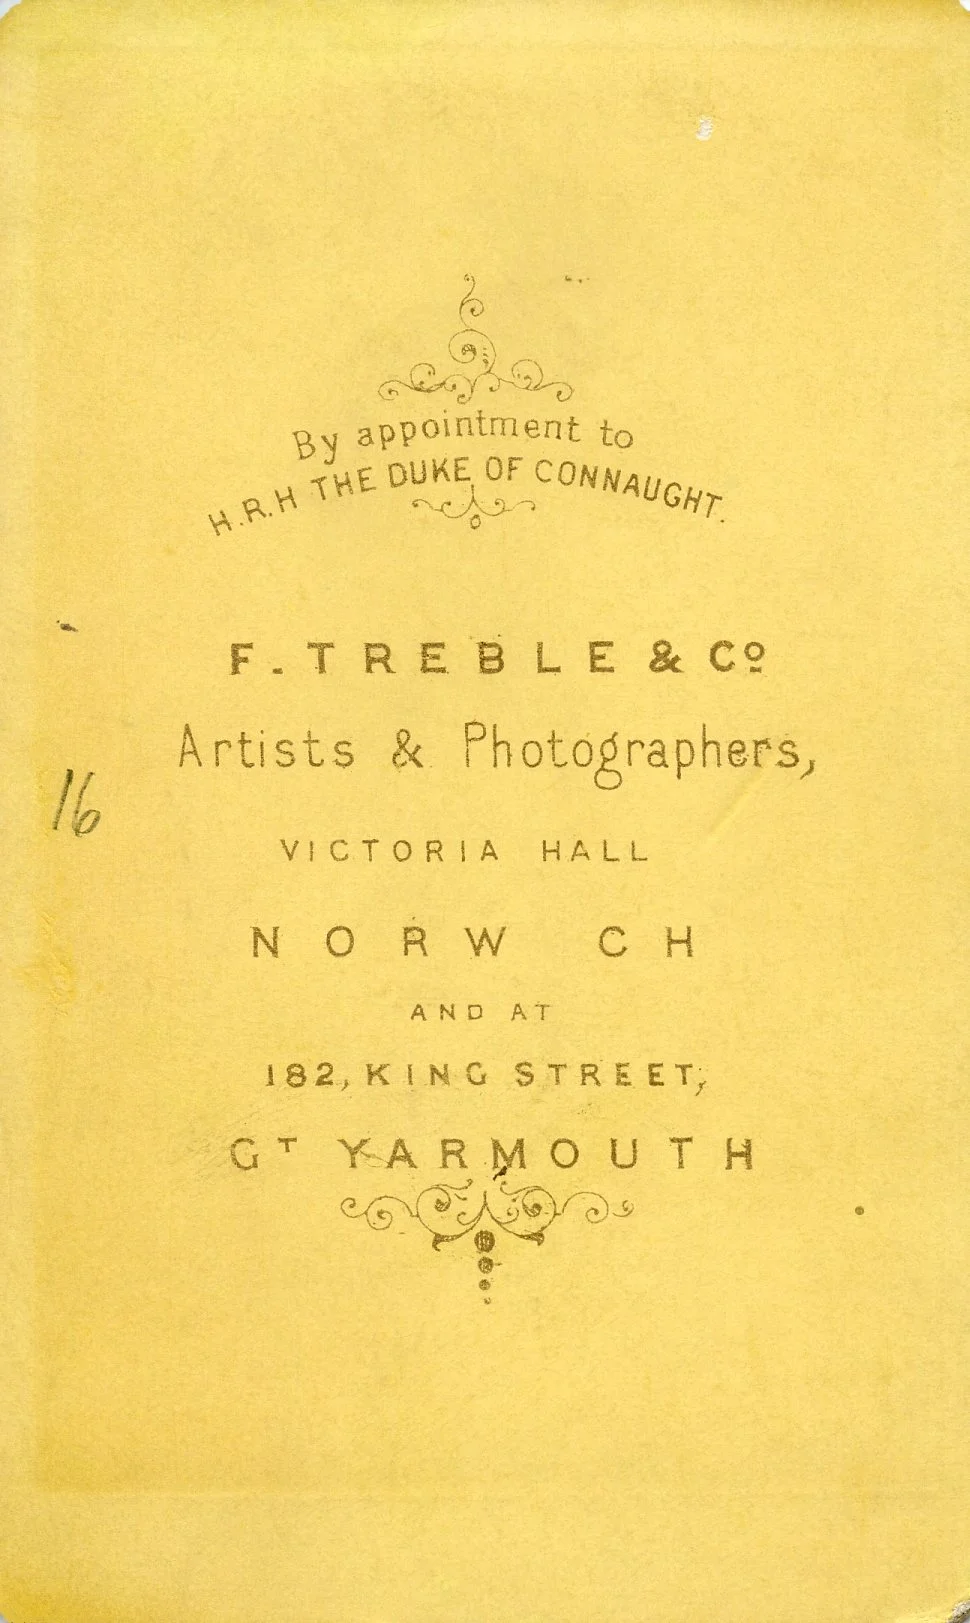 By appointment to
H.R.H THE DUKE OF CONNAUGHT.
F. TREBLE & Cº
Artists & Photographers,
VICTORIA HALL
16
NORW CH
AND AT
182, KING STREET,
Gᵀ YARMOUTH